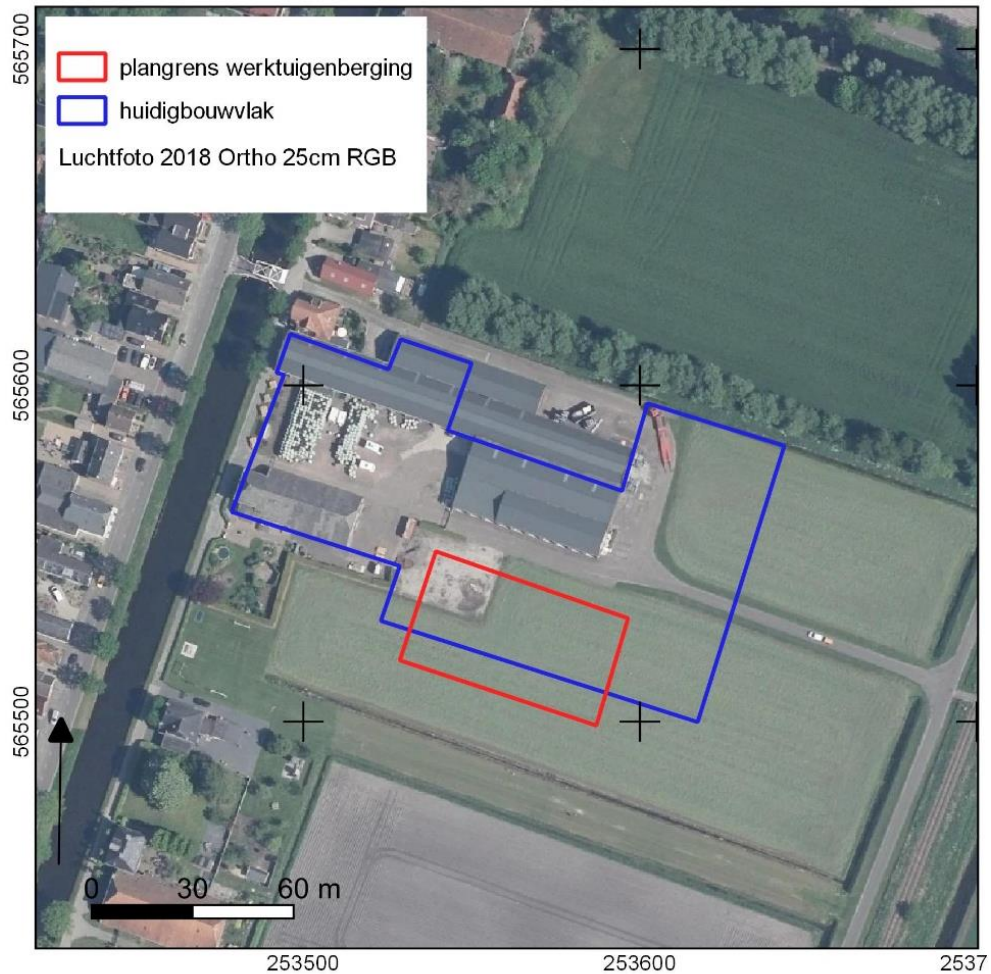 plangrens werktuigenberging
huidigbouwvlak
Luchtfoto 2018 Ortho 25cm RGB
565700
565600
565500
0 30 60 m
253500 253600 2537